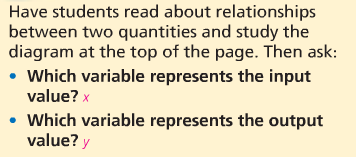 Have students read about relationships
between two quantities and study the
diagram at the top of the page. Then ask:
• Which variable represents the input
value? x
• Which variable represents the output
value? y